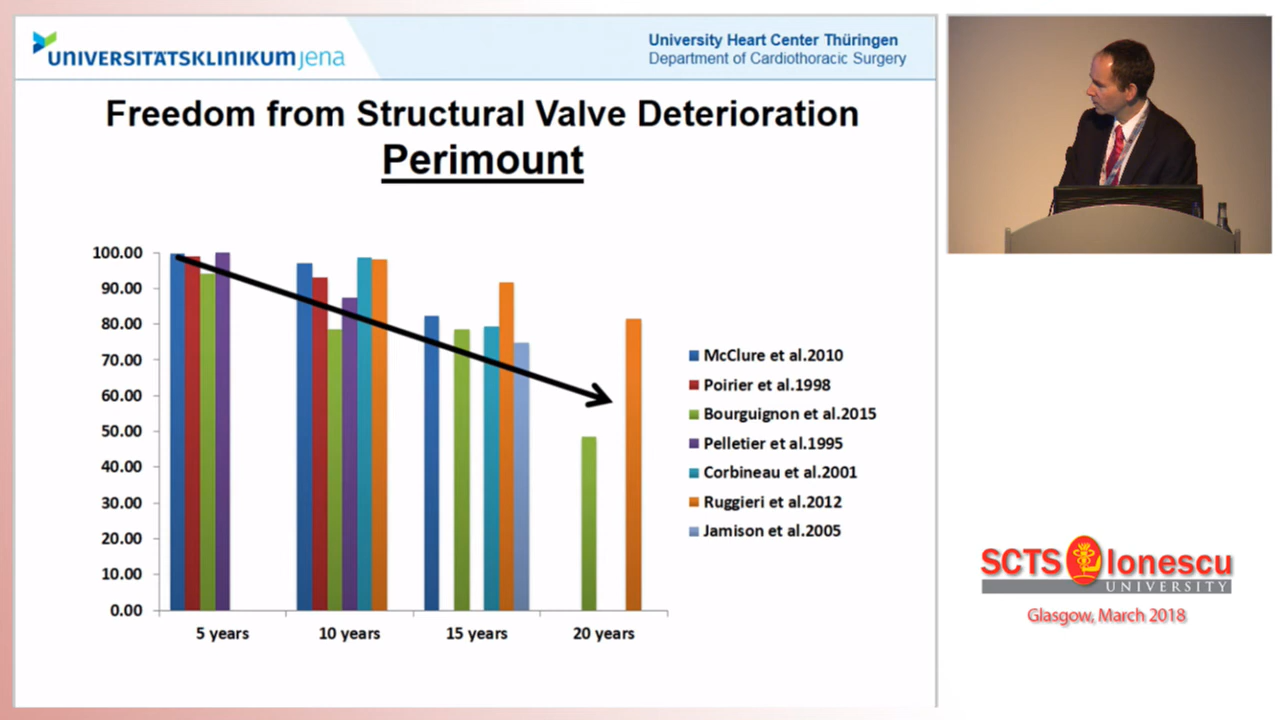 UNIVERSITÄTSKLINIKUM jena
University Heart Center Thüringen
Department of Cardiothoracic Surgery
Freedom from Structural Valve Deterioration
Perimount
100.00
90.00
80.00
70.00
60.00
50.00
40.00
30.00
20.00
10.00
0.00
5 years
10 years
15 years
20 years
McClure et al.2010
Poirier et al.1998
Bourguignon et al.2015
Pelletier et al.1995
Corbineau et al.2001
Ruggieri et al.2012
Jamison et al.2005
SCTS Ionescu
UNIVERSITY
Glasgow, March 2018